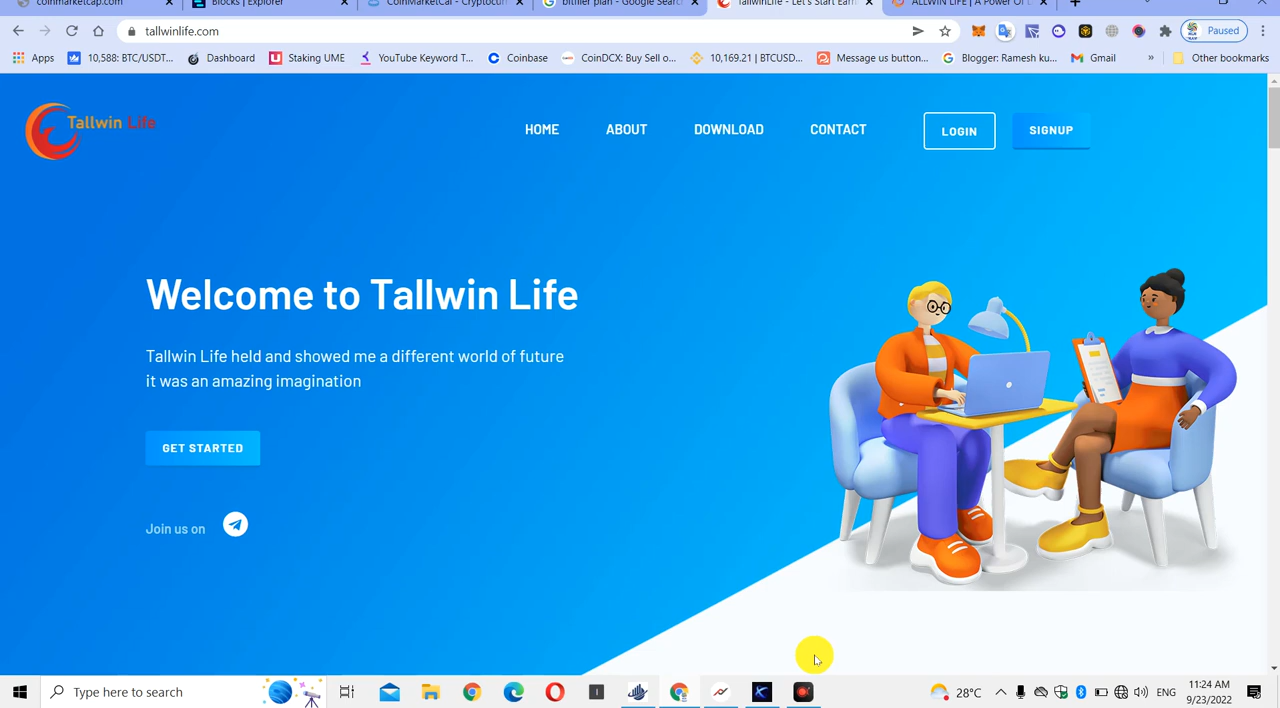 coinmarketcap.com
Blocks | Explorer
CoinMarketCal - Cryptocur
bitflier plan - Google Search
TallwinLife - Let's Start Earn
ALLWIN LIFE | A Power Of
tallwinlife.com
Paused
Apps
10,588: BTC/USDT...
Dashboard
Staking UME
YouTube Keyword T...
Coinbase
CoinDCX: Buy Sell o...
10,169.21 | BTCUSD...
Message us button...
Blogger: Ramesh ku...
Gmail
»
Other bookmarks
Tallwin Life
HOME
ABOUT
DOWNLOAD
CONTACT
LOGIN
SIGNUP
Welcome to Tallwin Life
Tallwin Life held and showed me a different world of future
it was an amazing imagination
GET STARTED
Join us on
Type here to search
28°C
ENG
11:24 AM
9/23/2022